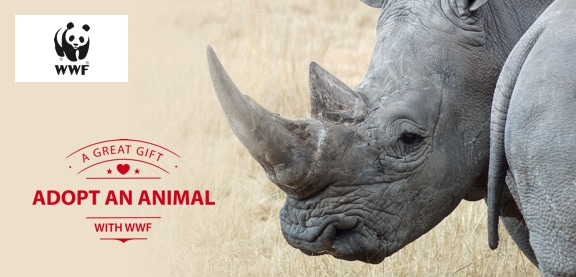 WWF
A GREAT GIFT
ADOPT AN ANIMAL
WITH WWF